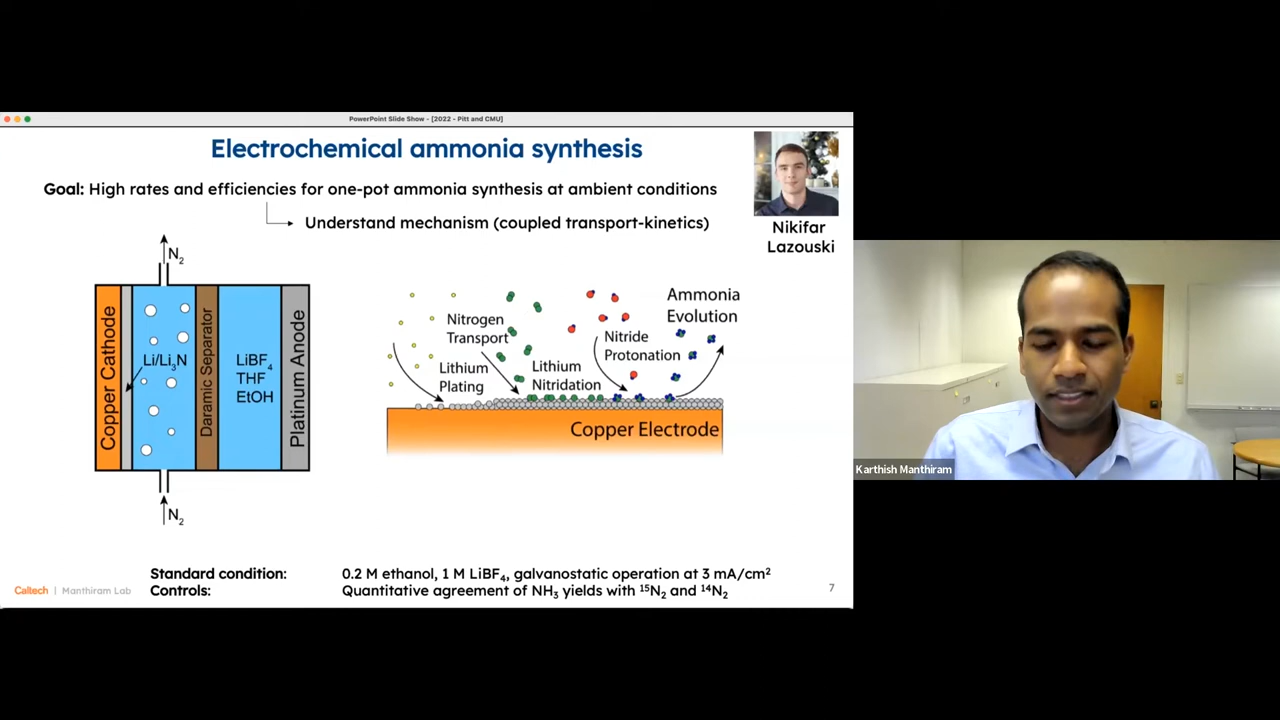 PowerPoint Slide Show - [2022 - Pitt and CMU]
Electrochemical ammonia synthesis
Goal: High rates and efficiencies for one-pot ammonia synthesis at ambient conditions
Understand mechanism (coupled transport-kinetics)
Nikifar
Lazouski
N₂
Copper Cathode
Li/Li₃N
Daramic Separator
LiBF₄
THF
EtOH
Platinum Anode
N₂
Nitrogen
Transport
Lithium
Plating
Lithium
Nitridation
Nitride
Protonation
Ammonia
Evolution
Copper Electrode
Karthish Manthiram
Standard condition: 0.2 M ethanol, 1 M LiBF₄, galvanostatic operation at 3 mA/cm²
Controls: Quantitative agreement of NH₃ yields with ¹⁵N₂ and ¹⁴N₂
Caltech | Manthiram Lab
7